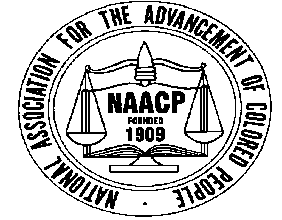 NATIONAL ASSOCIATION FOR THE ADVANCEMENT OF COLORED PEOPLE
NAACP
FOUNDED
1909